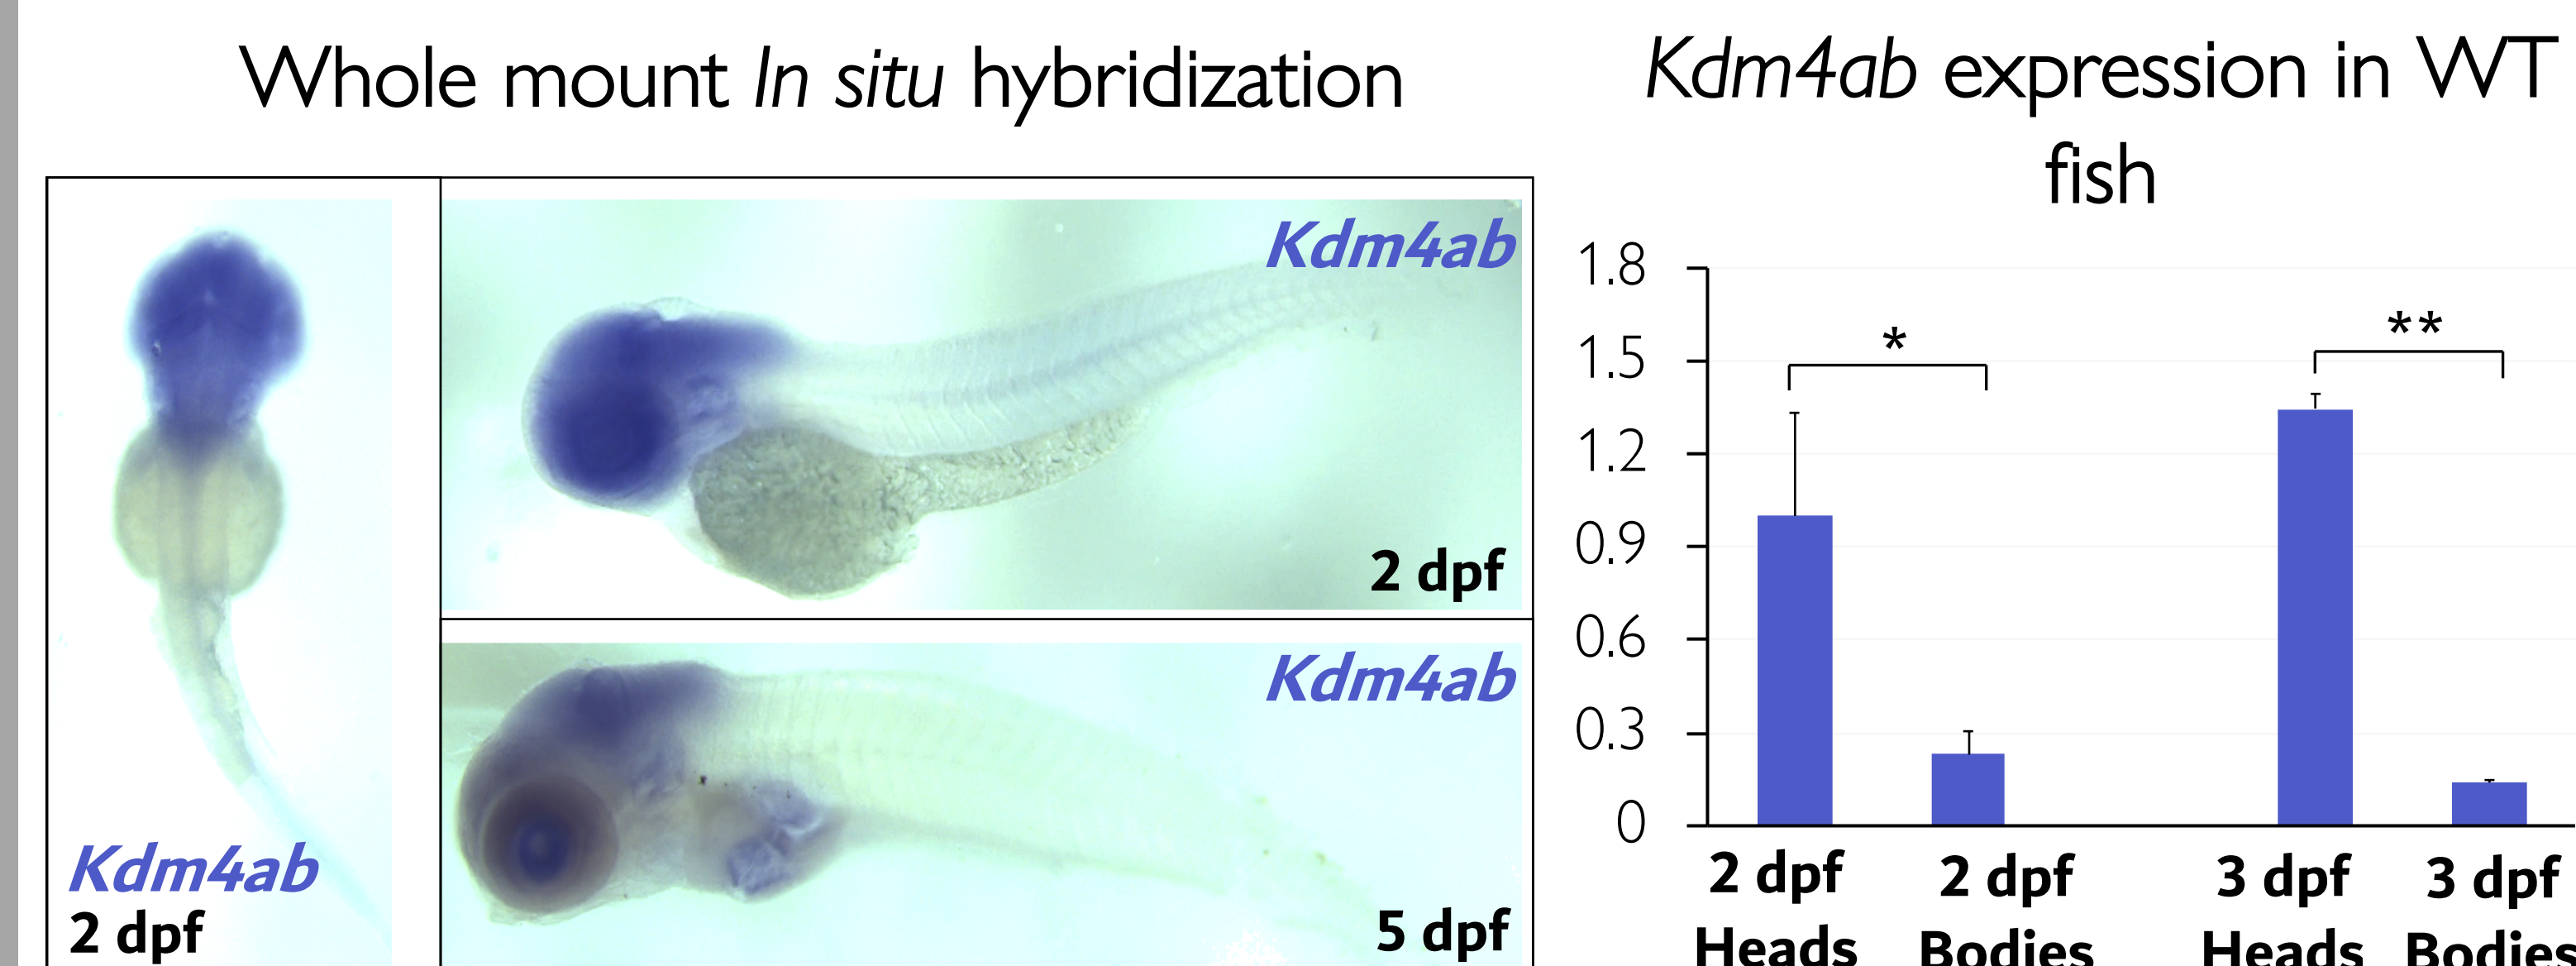 Whole mount In situ hybridization
Kdm4ab
2 dpf
Kdm4ab
2 dpf
Kdm4ab
5 dpf
Kdm4ab expression in WT
fish
1.8
1.5
1.2
0.9
0.6
0.3
0
*
**
2 dpf
Heads
2 dpf
Bodies
3 dpf
Heads
3 dpf
Bodies